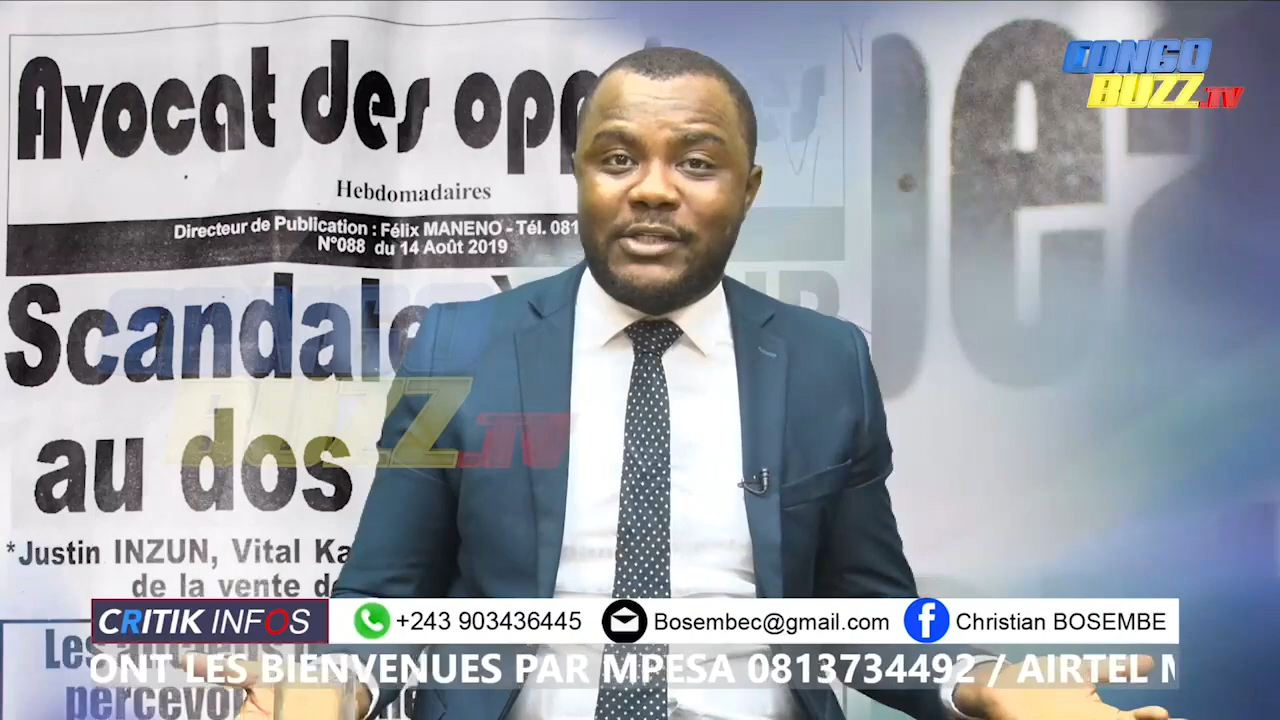 CONGO
BUZZ.TV
Avocat des
Hebdomadaires
Directeur de Publication : Félix MANENO - Tél. 081
N°088 du 14 Août 2019
Scandale
BUZZ.TV
au dos
*Justin INZUN, Vital Ka
de la vente
CRITIK INFOS
+243 903436445
Bosembec@gmail.com
Christian BOSEMBE
ONT LES BIENVENUES PAR MPESA 0813734492 / AIRTEL M